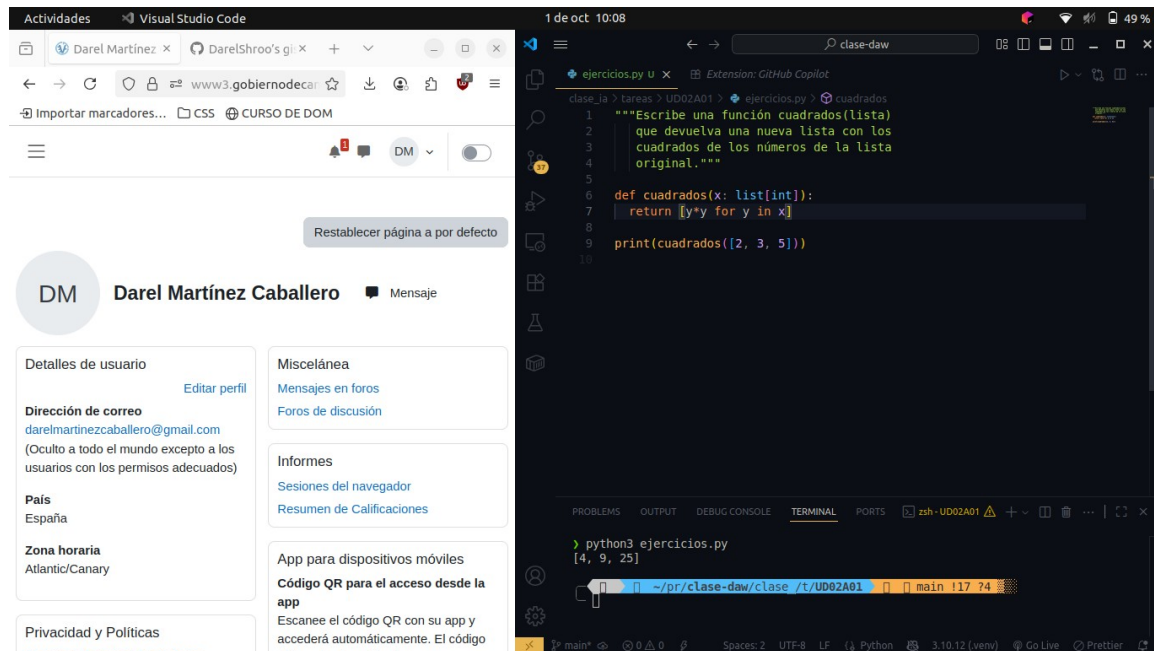 Actividades
Visual Studio Code
1 de oct 10:08
49 %
Darel Martínez
DarelShroo's gi
www3.gobiernodecar
Importar marcadores...
CSS
CURSO DE DOM
1
DM
Restablecer página a por defecto
DM
Darel Martínez Caballero
Mensaje
Detalles de usuario
Editar perfil
Dirección de correo
darelmartinezcaballero@gmail.com
(Oculto a todo el mundo excepto a los
usuarios con los permisos adecuados)
País
España
Zona horaria
Atlantic/Canary
Privacidad y Políticas
Miscelánea
Mensajes en foros
Foros de discusión
Informes
Sesiones del navegador
Resumen de Calificaciones
App para dispositivos móviles
Código QR para el acceso desde la
app
Escanee el código QR con su app y
accederá automáticamente. El código
clase-daw
ejercicios.py U
Extension: GitHub Copilot
clase_ia > tareas > UD02A01 > ejercicios.py > cuadrados
37
1 """Escribe una función cuadrados(lista)
2 que devuelva una nueva lista con los
3 cuadrados de los números de la lista
4 original."""
5
6 def cuadrados(x: list[int]):
7 return [y*y for y in x]
8
9 print(cuadrados([2, 3, 5]))
10
PROBLEMS OUTPUT DEBUG CONSOLE TERMINAL PORTS zsh - UD02A01
❯ python3 ejercicios.py
[4, 9, 25]
~/pr/clase-daw/clase_/t/UD02A01 main !17 ?4
main* 0 0 Spaces: 2 UTF-8 LF Python 3.10.12 (.venv) Go Live Prettier